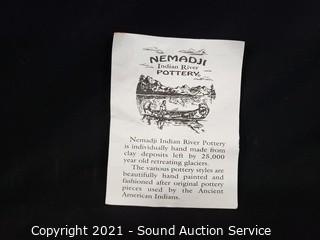 NEMADJI
Indian River
POTTERY
Nemadji Indian River Pottery
is individually hand made from
clay deposits left by 25,000
year old retreating glaciers.
The various pottery styles are
beautifully hand painted and
fashioned after original pottery
pieces used by the Ancient
American Indians.
Copyright 2021 - Sound Auction Service